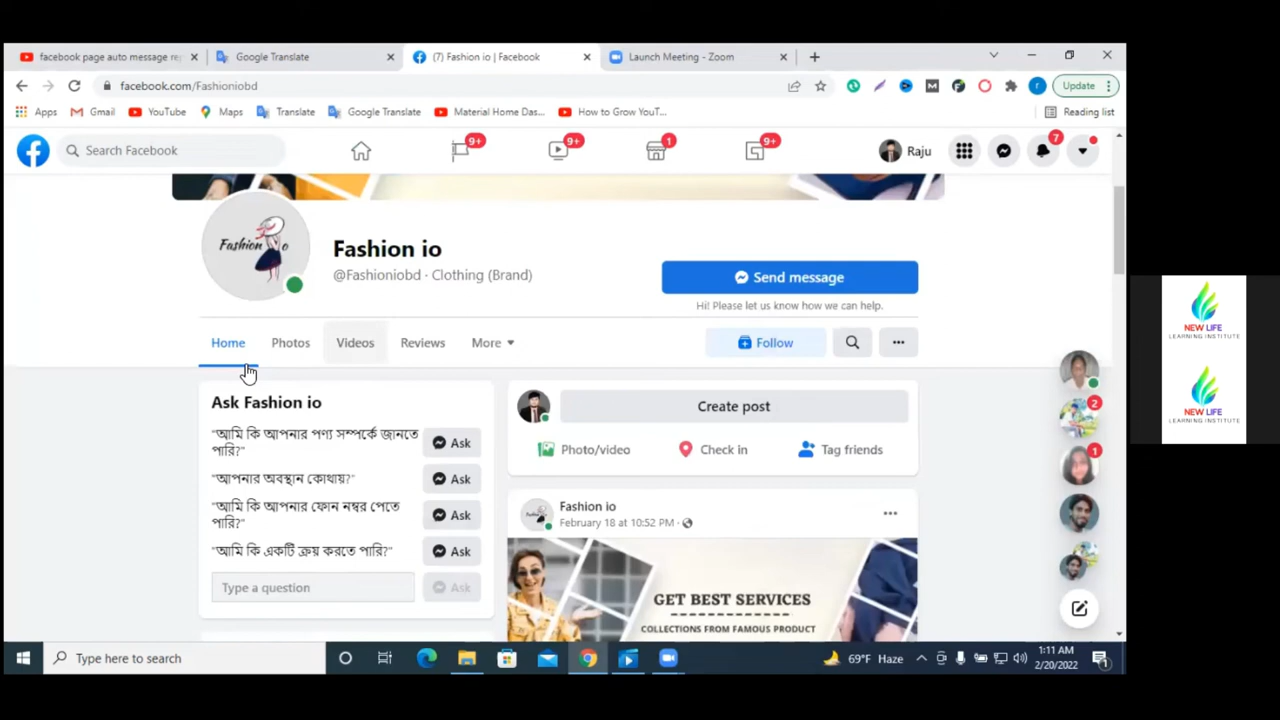 facebook page auto message re
Google Translate
(7) Fashion io | Facebook
Launch Meeting - Zoom
facebook.com/Fashioniobd
Update
Apps
Gmail
YouTube
Maps
Translate
Google Translate
Material Home Das...
How to Grow YouT...
Reading list
Search Facebook
9+
9+
1
9+
Raju
7
Fashion io
Fashion io
@Fashioniobd · Clothing (Brand)
Send message
Hi! Please let us know how we can help.
Home
Photos
Videos
Reviews
More
Follow
Ask Fashion io
"আমি কি আপনার পণ্য সম্পর্কে জানতে
পারি?"
Ask
"আপনার অবস্থান কোথায়?"
Ask
"আমি কি আপনার ফোন নম্বর পেতে
পারি?"
Ask
"আমি কি একটি ক্রয় করতে পারি?"
Ask
Type a question
Ask
Create post
Photo/video
Check in
Tag friends
Fashion io
February 18 at 10:52 PM
GET BEST SERVICES
COLLECTIONS FROM FAMOUS PRODUCT
2
1
NEW LIFE
LEARNING INSTITUTE
NEW LIFE
LEARNING INSTITUTE
Type here to search
69°F Haze
1:11 AM
2/20/2022
1